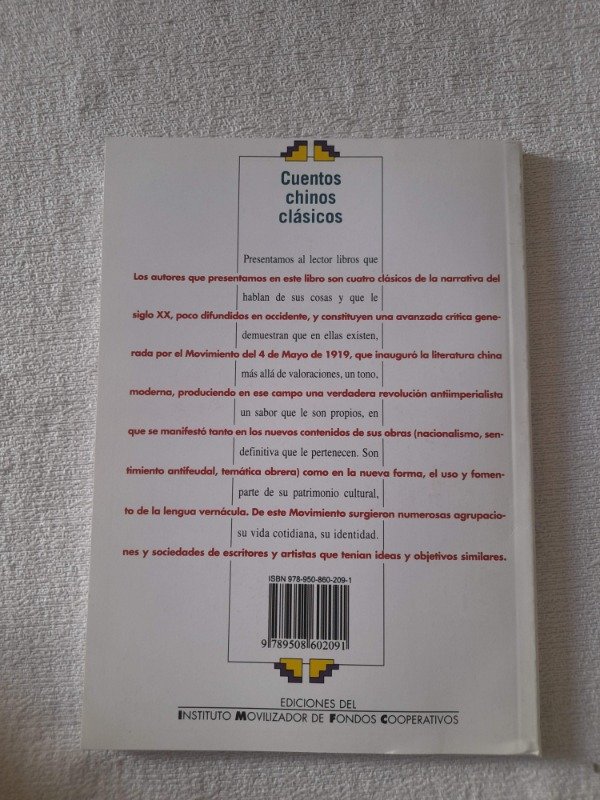 Cuentos
chinos
clásicos
Presentamos al lector libros que
Los autores que presentamos en este libro son cuatro clásicos de la narrativa del
hablan de sus cosas y que le
siglo XX, poco difundidos en occidente, y constituyen una avanzada crítica gene-
demuestran que en ellas existen,
rada por el Movimiento del 4 de Mayo de 1919, que inauguró la literatura china
más allá de valoraciones, un tono,
moderna, produciendo en ese campo una verdadera revolución antiimperialista
un sabor que le son propios, en
que se manifestó tanto en los nuevos contenidos de sus obras (nacionalismo, sen-
definitiva que le pertenecen. Son
timiento antifeudal, temática obrera) como en la nueva forma, el uso y fomen-
parte de su patrimonio cultural,
to de la lengua vernácula. De este Movimiento surgieron numerosas agrupacio-
su vida cotidiana, su identidad.
nes y sociedades de escritores y artistas que tenian ideas y objetivos similares.
ISBN 978-950-860-209-1
9 789508 602091
EDICIONES DEL
INSTITUTO MOVILIZADOR DE FONDOS COOPERATIVOS